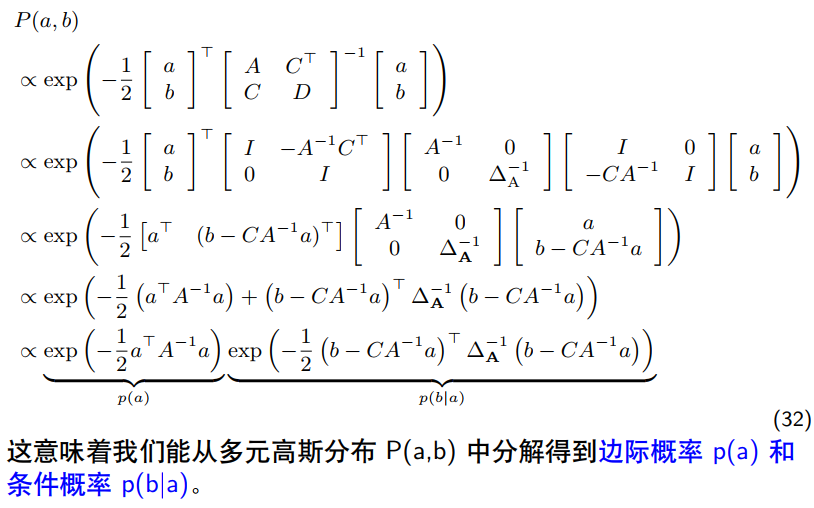 $P(a,b)$
$\propto \exp\left(-\frac{1}{2}\begin{bmatrix} a \\ b \end{bmatrix}^{\top}\begin{bmatrix} A & C^{\top} \\ C & D \end{bmatrix}^{-1}\begin{bmatrix} a \\ b \end{bmatrix}\right)$
$\propto \exp\left(-\frac{1}{2}\begin{bmatrix} a \\ b \end{bmatrix}^{\top}\begin{bmatrix} I & -A^{-1}C^{\top} \\ 0 & I \end{bmatrix}\begin{bmatrix} A^{-1} & 0 \\ 0 & \Delta_{\mathrm{A}}^{-1} \end{bmatrix}\begin{bmatrix} I & 0 \\ -CA^{-1} & I \end{bmatrix}\begin{bmatrix} a \\ b \end{bmatrix}\right)$
$\propto \exp\left(-\frac{1}{2}\left[a^{\top} \quad (b-CA^{-1}a)^{\top}\right]\begin{bmatrix} A^{-1} & 0 \\ 0 & \Delta_{\mathbf{A}}^{-1} \end{bmatrix}\begin{bmatrix} a \\ b-CA^{-1}a \end{bmatrix}\right)$
$\propto \exp\left(-\frac{1}{2}\left(a^{\top}A^{-1}a\right)+\left(b-CA^{-1}a\right)^{\top}\Delta_{\mathbf{A}}^{-1}\left(b-CA^{-1}a\right)\right)$
$\propto \underbrace{\exp\left(-\frac{1}{2}a^{\top}A^{-1}a\right)}_{p(a)}\underbrace{\exp\left(-\frac{1}{2}\left(b-CA^{-1}a\right)^{\top}\Delta_{\mathbf{A}}^{-1}\left(b-CA^{-1}a\right)\right)}_{p(b|a)}$
(32)
这意味着我们能从多元高斯分布 P(a,b) 中分解得到边际概率 p(a) 和
条件概率 p(b|a)。